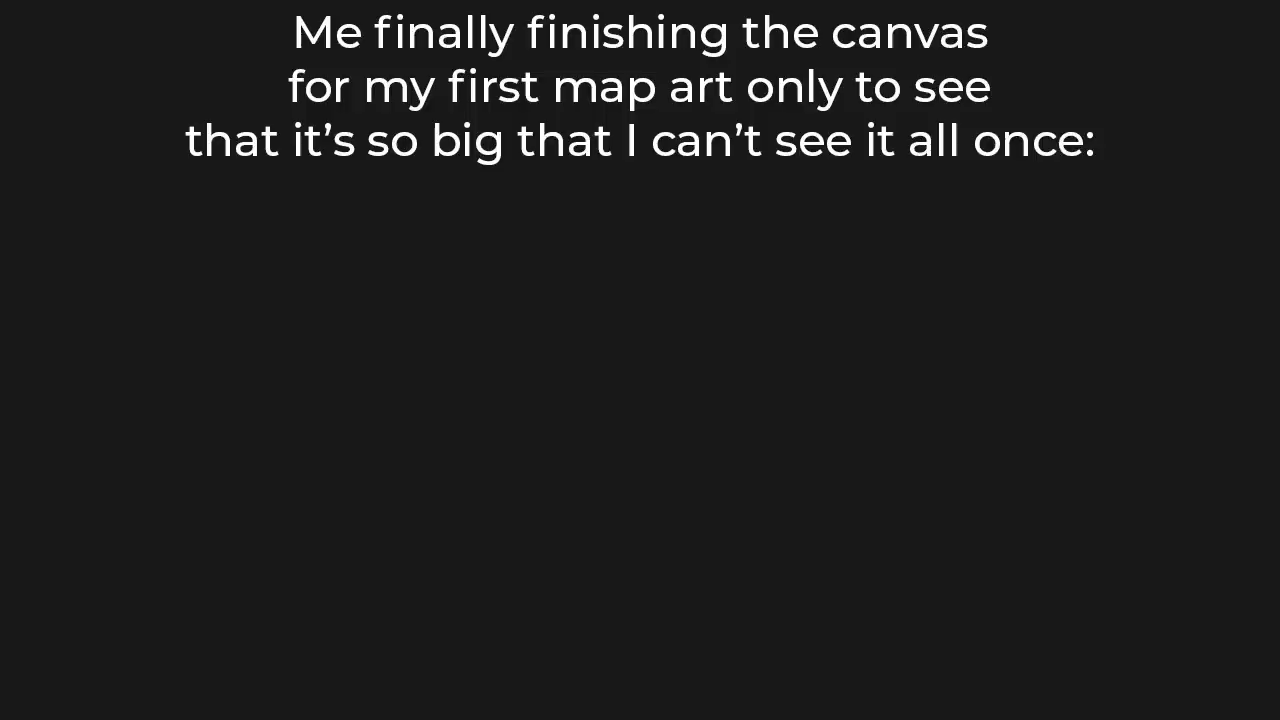 Me finally finishing the canvas
for my first map art only to see
that it’s so big that I can’t see it all once: